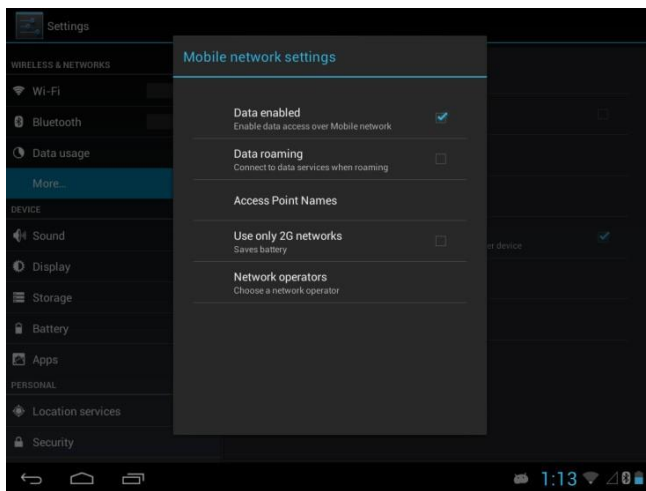 Settings
WIRELESS & NETWORKS
Wi-Fi
Bluetooth
Data usage
More...
DEVICE
Sound
Display
Storage
Battery
Apps
PERSONAL
Location services
Security
Mobile network settings
Data enabled
Enable data access over Mobile network
Data roaming
Connect to data services when roaming
Access Point Names
Use only 2G networks
Saves battery
Network operators
Choose a network operator
er device
1:13